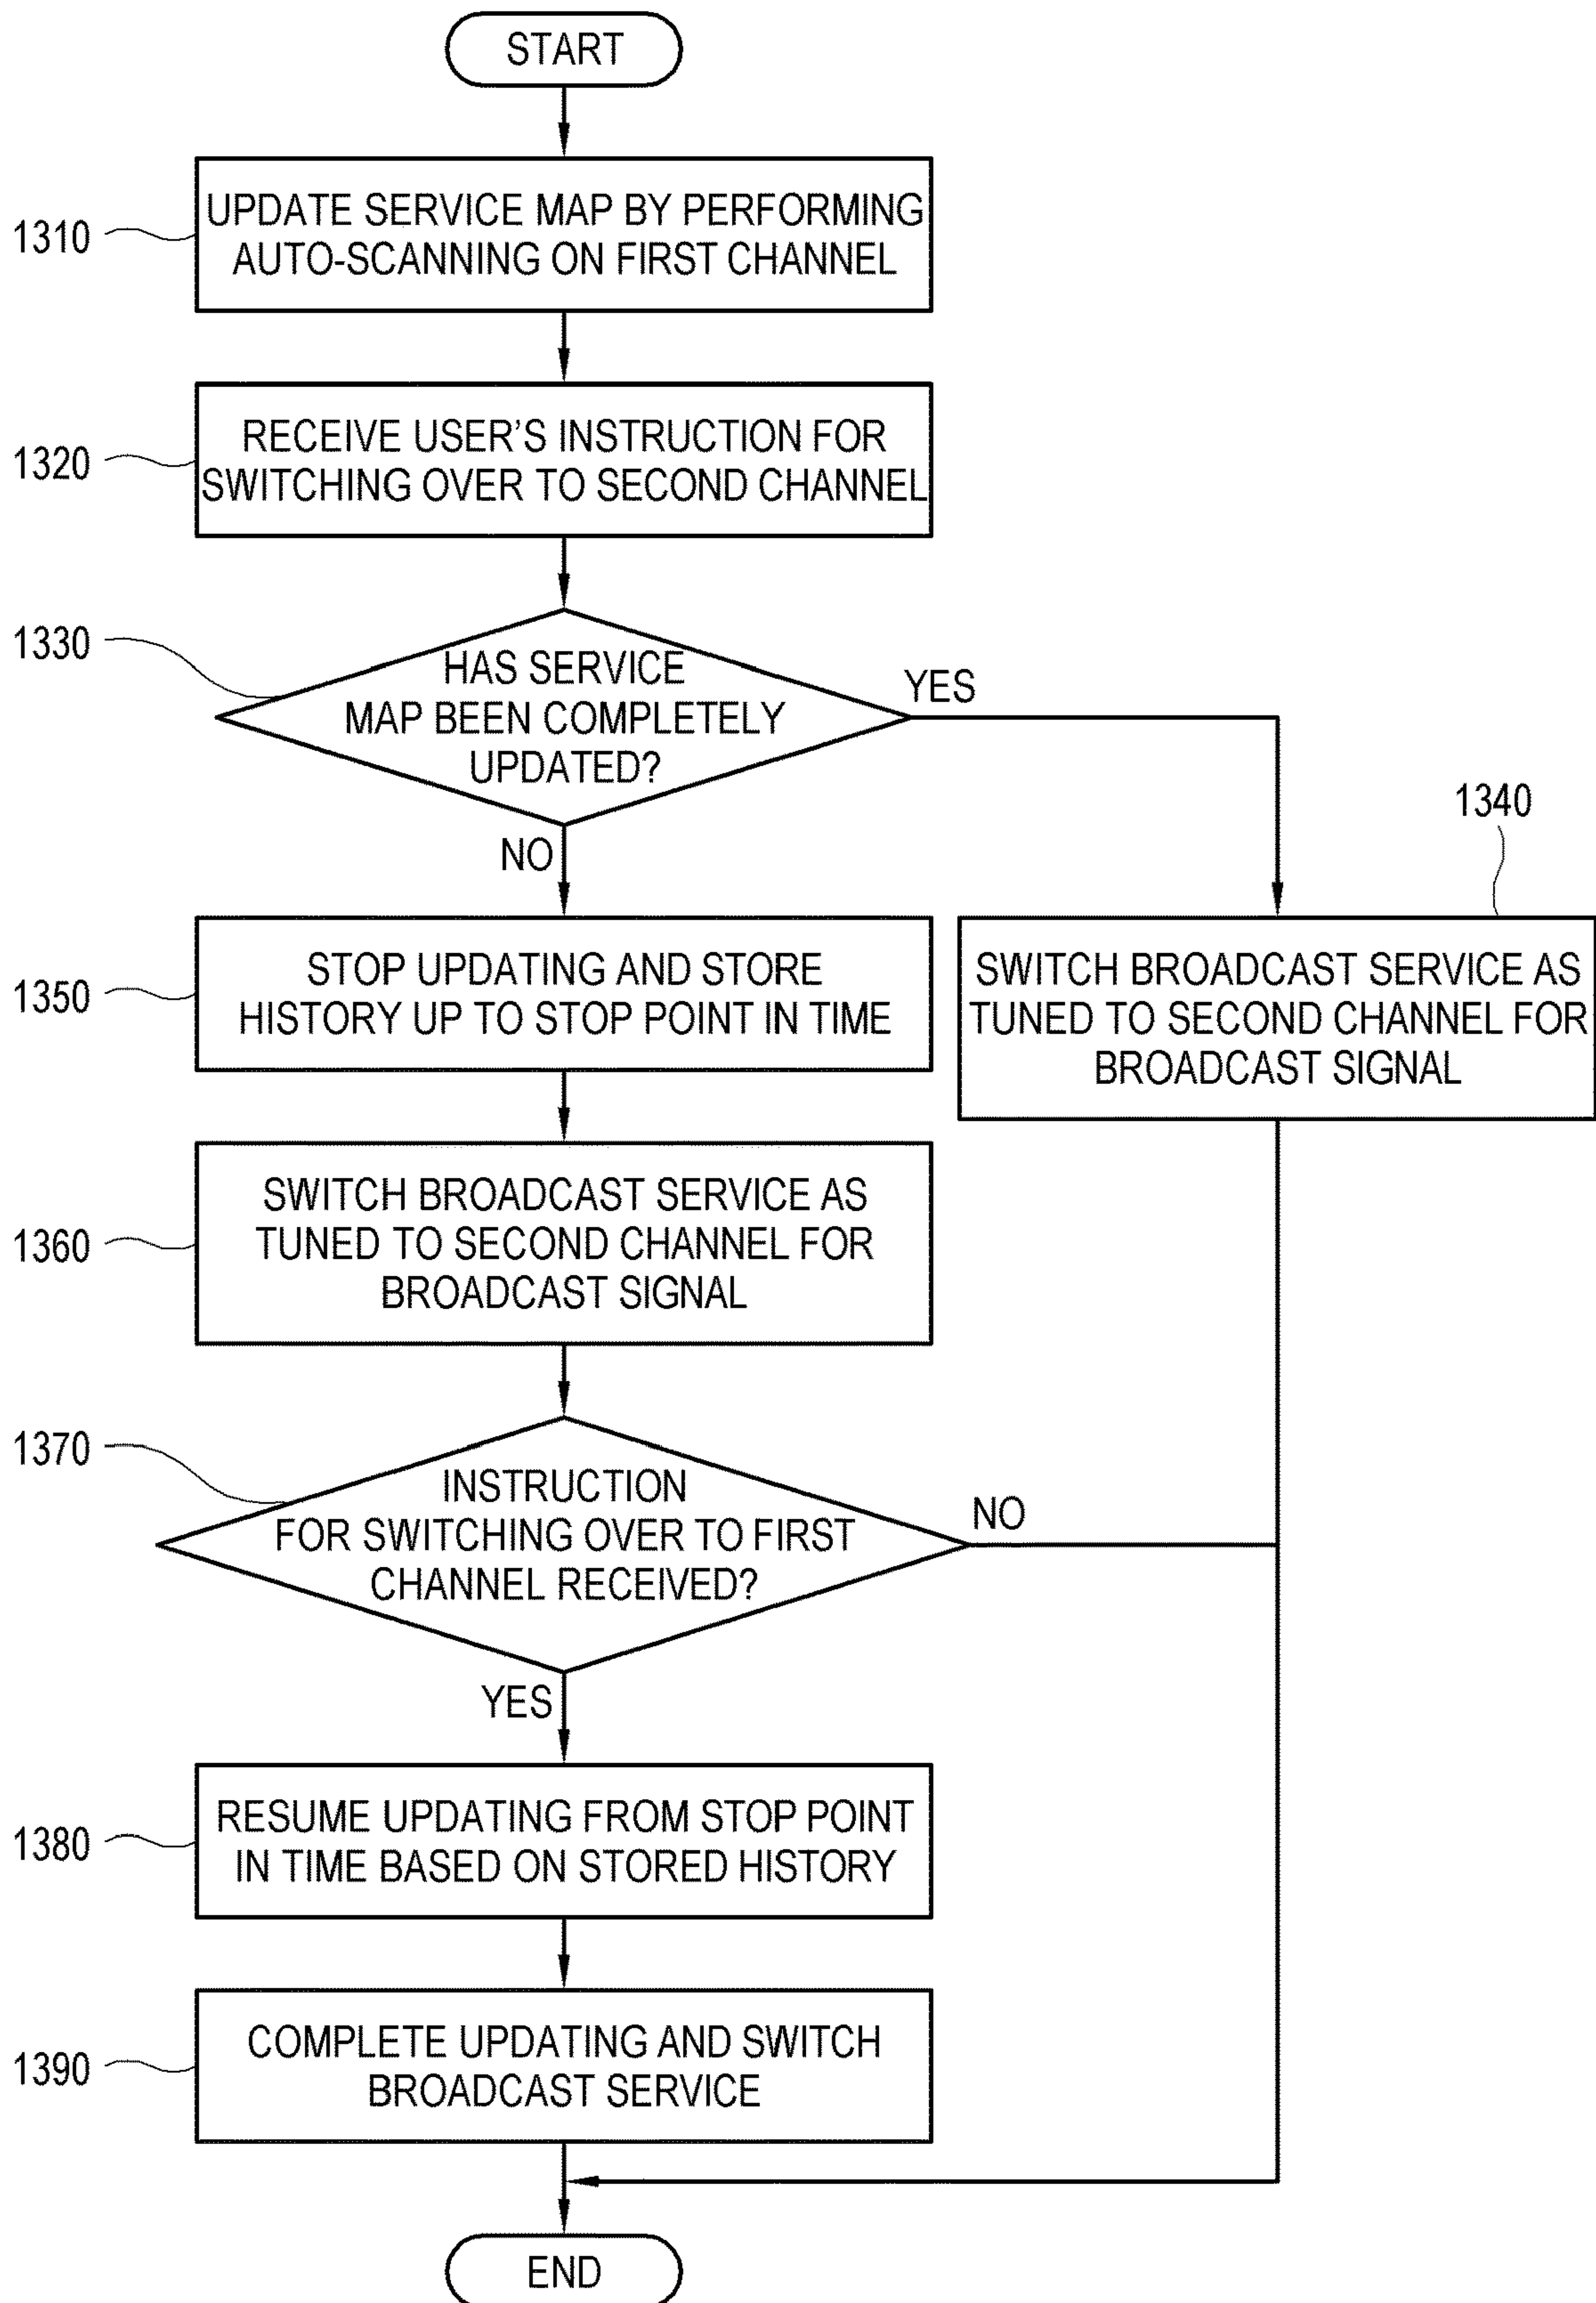 START
1310
UPDATE SERVICE MAP BY PERFORMING
AUTO-SCANNING ON FIRST CHANNEL
1320
RECEIVE USER'S INSTRUCTION FOR
SWITCHING OVER TO SECOND CHANNEL
1330
HAS SERVICE
MAP BEEN COMPLETELY
UPDATED?
YES
NO
1340
SWITCH BROADCAST SERVICE AS
TUNED TO SECOND CHANNEL FOR
BROADCAST SIGNAL
1350
STOP UPDATING AND STORE
HISTORY UP TO STOP POINT IN TIME
1360
SWITCH BROADCAST SERVICE AS
TUNED TO SECOND CHANNEL FOR
BROADCAST SIGNAL
1370
INSTRUCTION
FOR SWITCHING OVER TO FIRST
CHANNEL RECEIVED?
NO
YES
1380
RESUME UPDATING FROM STOP POINT
IN TIME BASED ON STORED HISTORY
1390
COMPLETE UPDATING AND SWITCH
BROADCAST SERVICE
END